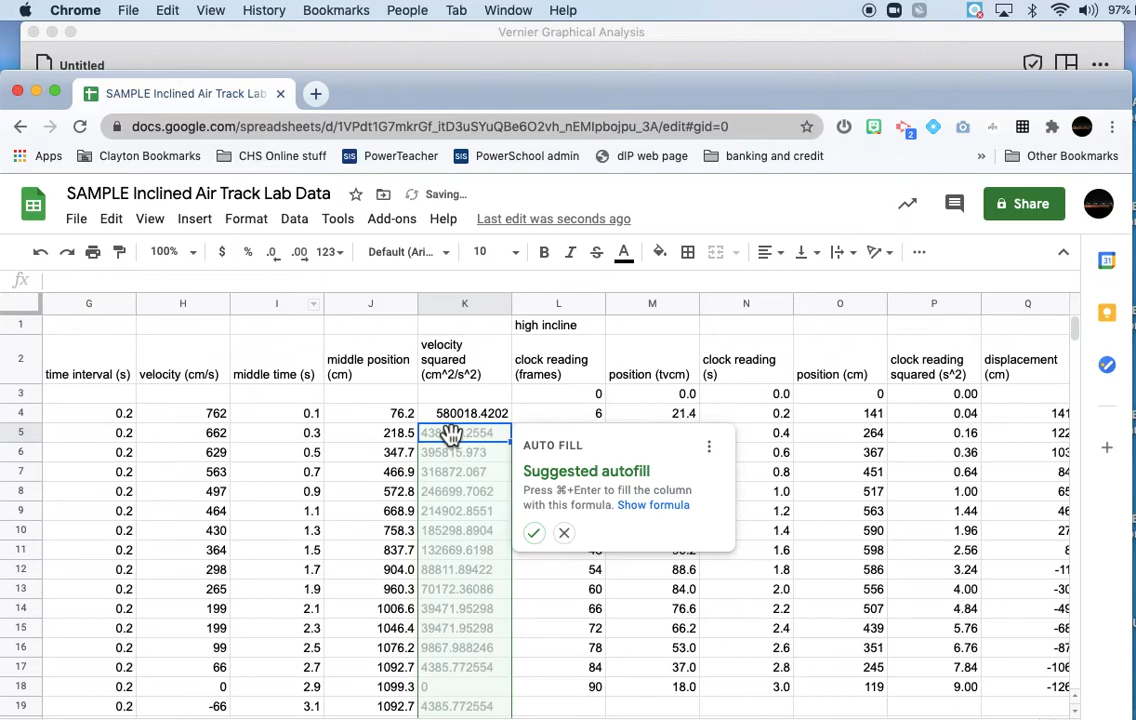 Chrome File Edit View History Bookmarks People Tab Window Help 97%
Vernier Graphical Analysis
Untitled
SAMPLE Inclined Air Track Lab
docs.google.com/spreadsheets/d/1VPdt1G7mkrGf_itD3uSYuQBe6O2vh_nEMIpbojpu_3A/edit#gid=0
2
Apps Clayton Bookmarks CHS Online stuff SIS PowerTeacher SIS PowerSchool admin dlP web page banking and credit » Other Bookmarks
SAMPLE Inclined Air Track Lab Data Saving...
File Edit View Insert Format Data Tools Add-ons Help Last edit was seconds ago
Share
100% $ % .0 .00 123 Default (Ari... 10 B I S A
31
fx
G H I J K L M N O P Q
1 high incline
2 time interval (s) velocity (cm/s) middle time (s) middle position (cm) velocity squared (cm^2/s^2) clock reading (frames) position (tvcm) clock reading (s) position (cm) clock reading squared (s^2) displacement (cm)
3 0 0.0 0.0 0 0.00
4 0.2 762 0.1 76.2 580018.4202 6 21.4 0.2 141 0.04 141
5 0.2 662 0.3 218.5 264 0.16 122
6 0.2 629 0.5 347.7 395815.973 0.6 367 0.36 103
7 0.2 563 0.7 466.9 316872.067 0.8 451 0.64 84
8 0.2 497 0.9 572.8 246699.7062 1.0 517 1.00 65
9 0.2 464 1.1 668.9 214902.8551 1.2 563 1.44 46
10 0.2 430 1.3 758.3 185298.8904 1.4 590 1.96 27
11 0.2 364 1.5 837.7 132669.6198 1.6 598 2.56 8
12 0.2 298 1.7 904.0 88811.89422 54 88.6 1.8 586 3.24 -11
13 0.2 265 1.9 960.3 70172.36086 60 84.0 2.0 556 4.00 -30
14 0.2 199 2.1 1006.6 39471.95298 66 76.6 2.2 507 4.84 -49
15 0.2 199 2.3 1046.4 39471.95298 72 66.2 2.4 439 5.76 -68
16 0.2 99 2.5 1076.2 9867.988246 78 53.0 2.6 351 6.76 -87
17 0.2 66 2.7 1092.7 4385.772554 84 37.0 2.8 245 7.84 -106
18 0.2 0 2.9 1099.3 0 90 18.0 3.0 119 9.00 -126
19 0.2 -66 3.1 1092.7 4385.772554
AUTO FILL
Suggested autofill
Press ⌘+Enter to fill the column
with this formula. Show formula